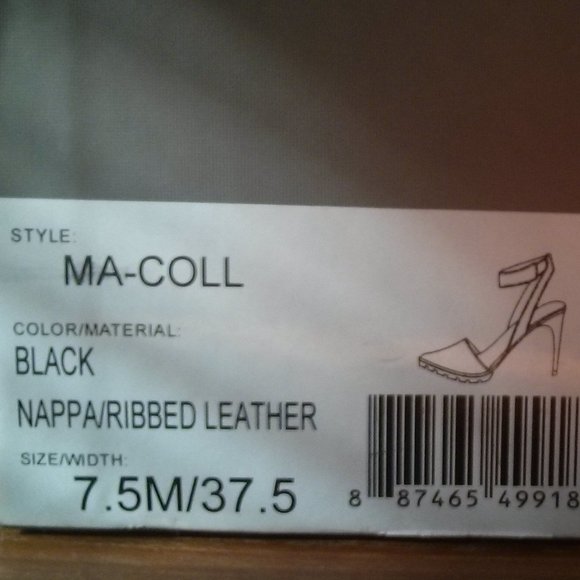 STYLE:
MA-COLL
COLOR/MATERIAL:
BLACK
NAPPA/RIBBED LEATHER
SIZE/WIDTH:
7.5M/37.5
8 87465 49918